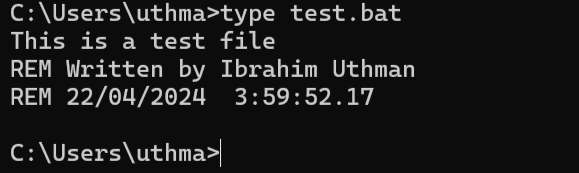 C:\Users\uthma>type test.bat
This is a test file
REM Written by Ibrahim Uthman
REM 22/04/2024  3:59:52.17
C:\Users\uthma>